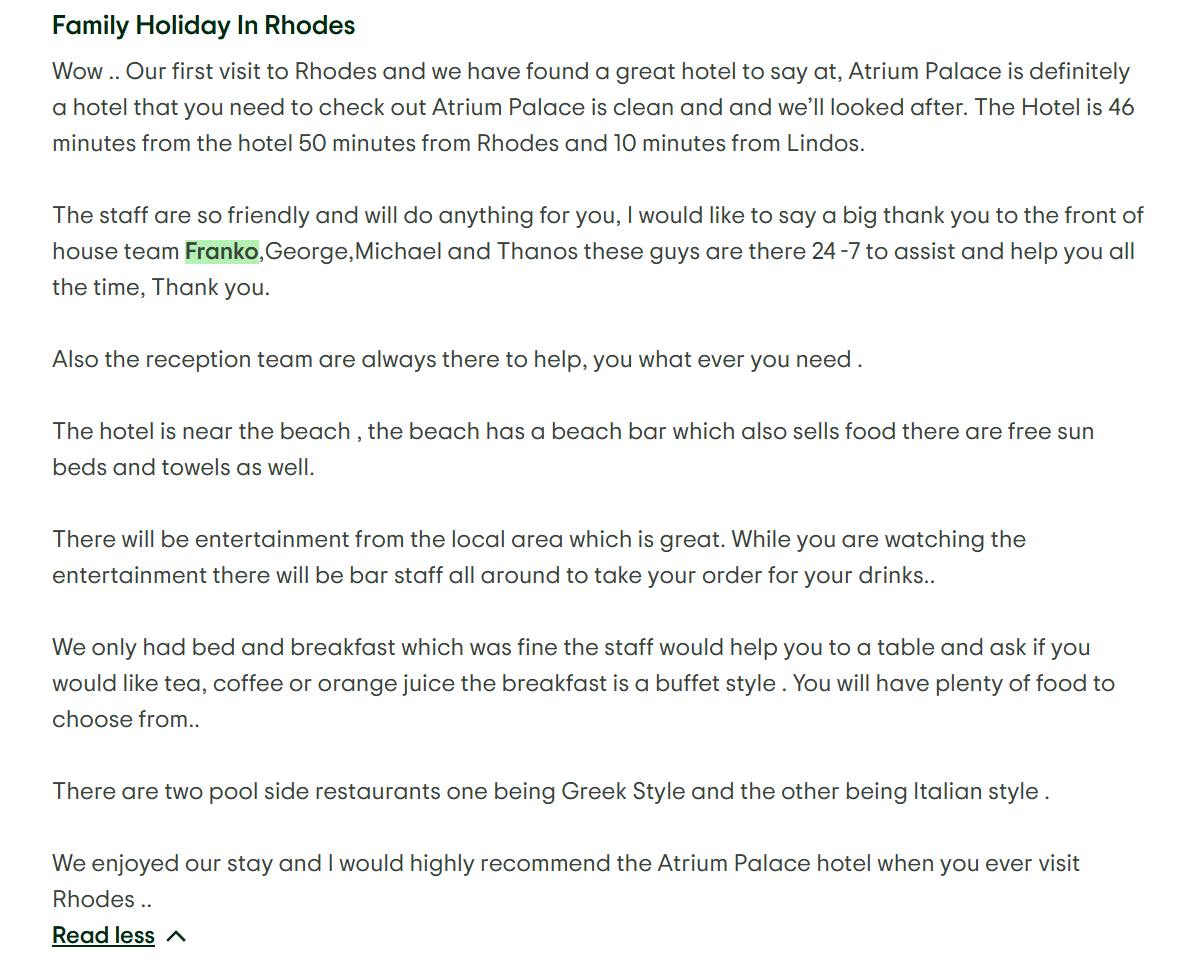 Family Holiday In Rhodes
Wow .. Our first visit to Rhodes and we have found a great hotel to say at, Atrium Palace is definitely
a hotel that you need to check out Atrium Palace is clean and and we’ll looked after. The Hotel is 46
minutes from the hotel 50 minutes from Rhodes and 10 minutes from Lindos.
The staff are so friendly and will do anything for you, I would like to say a big thank you to the front of
house team Franko,George,Michael and Thanos these guys are there 24 -7 to assist and help you all
the time, Thank you.
Also the reception team are always there to help, you what ever you need .
The hotel is near the beach , the beach has a beach bar which also sells food there are free sun
beds and towels as well.
There will be entertainment from the local area which is great. While you are watching the
entertainment there will be bar staff all around to take your order for your drinks..
We only had bed and breakfast which was fine the staff would help you to a table and ask if you
would like tea, coffee or orange juice the breakfast is a buffet style . You will have plenty of food to
choose from..
There are two pool side restaurants one being Greek Style and the other being Italian style .
We enjoyed our stay and I would highly recommend the Atrium Palace hotel when you ever visit
Rhodes ..
Read less